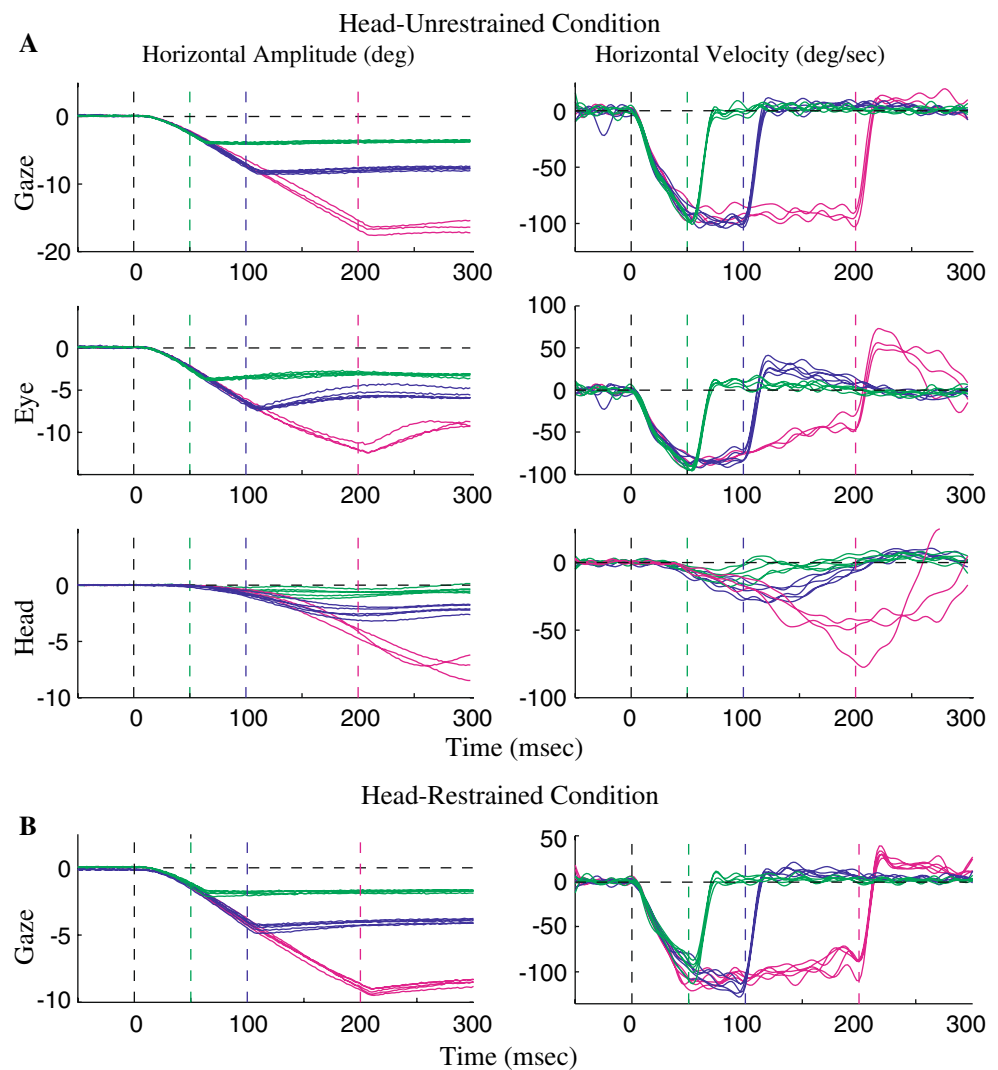 Head-Unrestrained Condition
A
Horizontal Amplitude (deg) Horizontal Velocity (deg/sec)
Gaze
0
-10
-20
0 100 200 300
0
-50
-100
0 100 200 300
Eye
0
-5
-10
0 100 200 300
100
50
0
-50
-100
0 100 200 300
Head
0
-5
-10
0 100 200 300
0
-50
-100
0 100 200 300
Time (msec)
Head-Restrained Condition
B
Gaze
0
-5
-10
0 100 200 300
50
0
-50
-100
0 100 200 300
Time (msec)